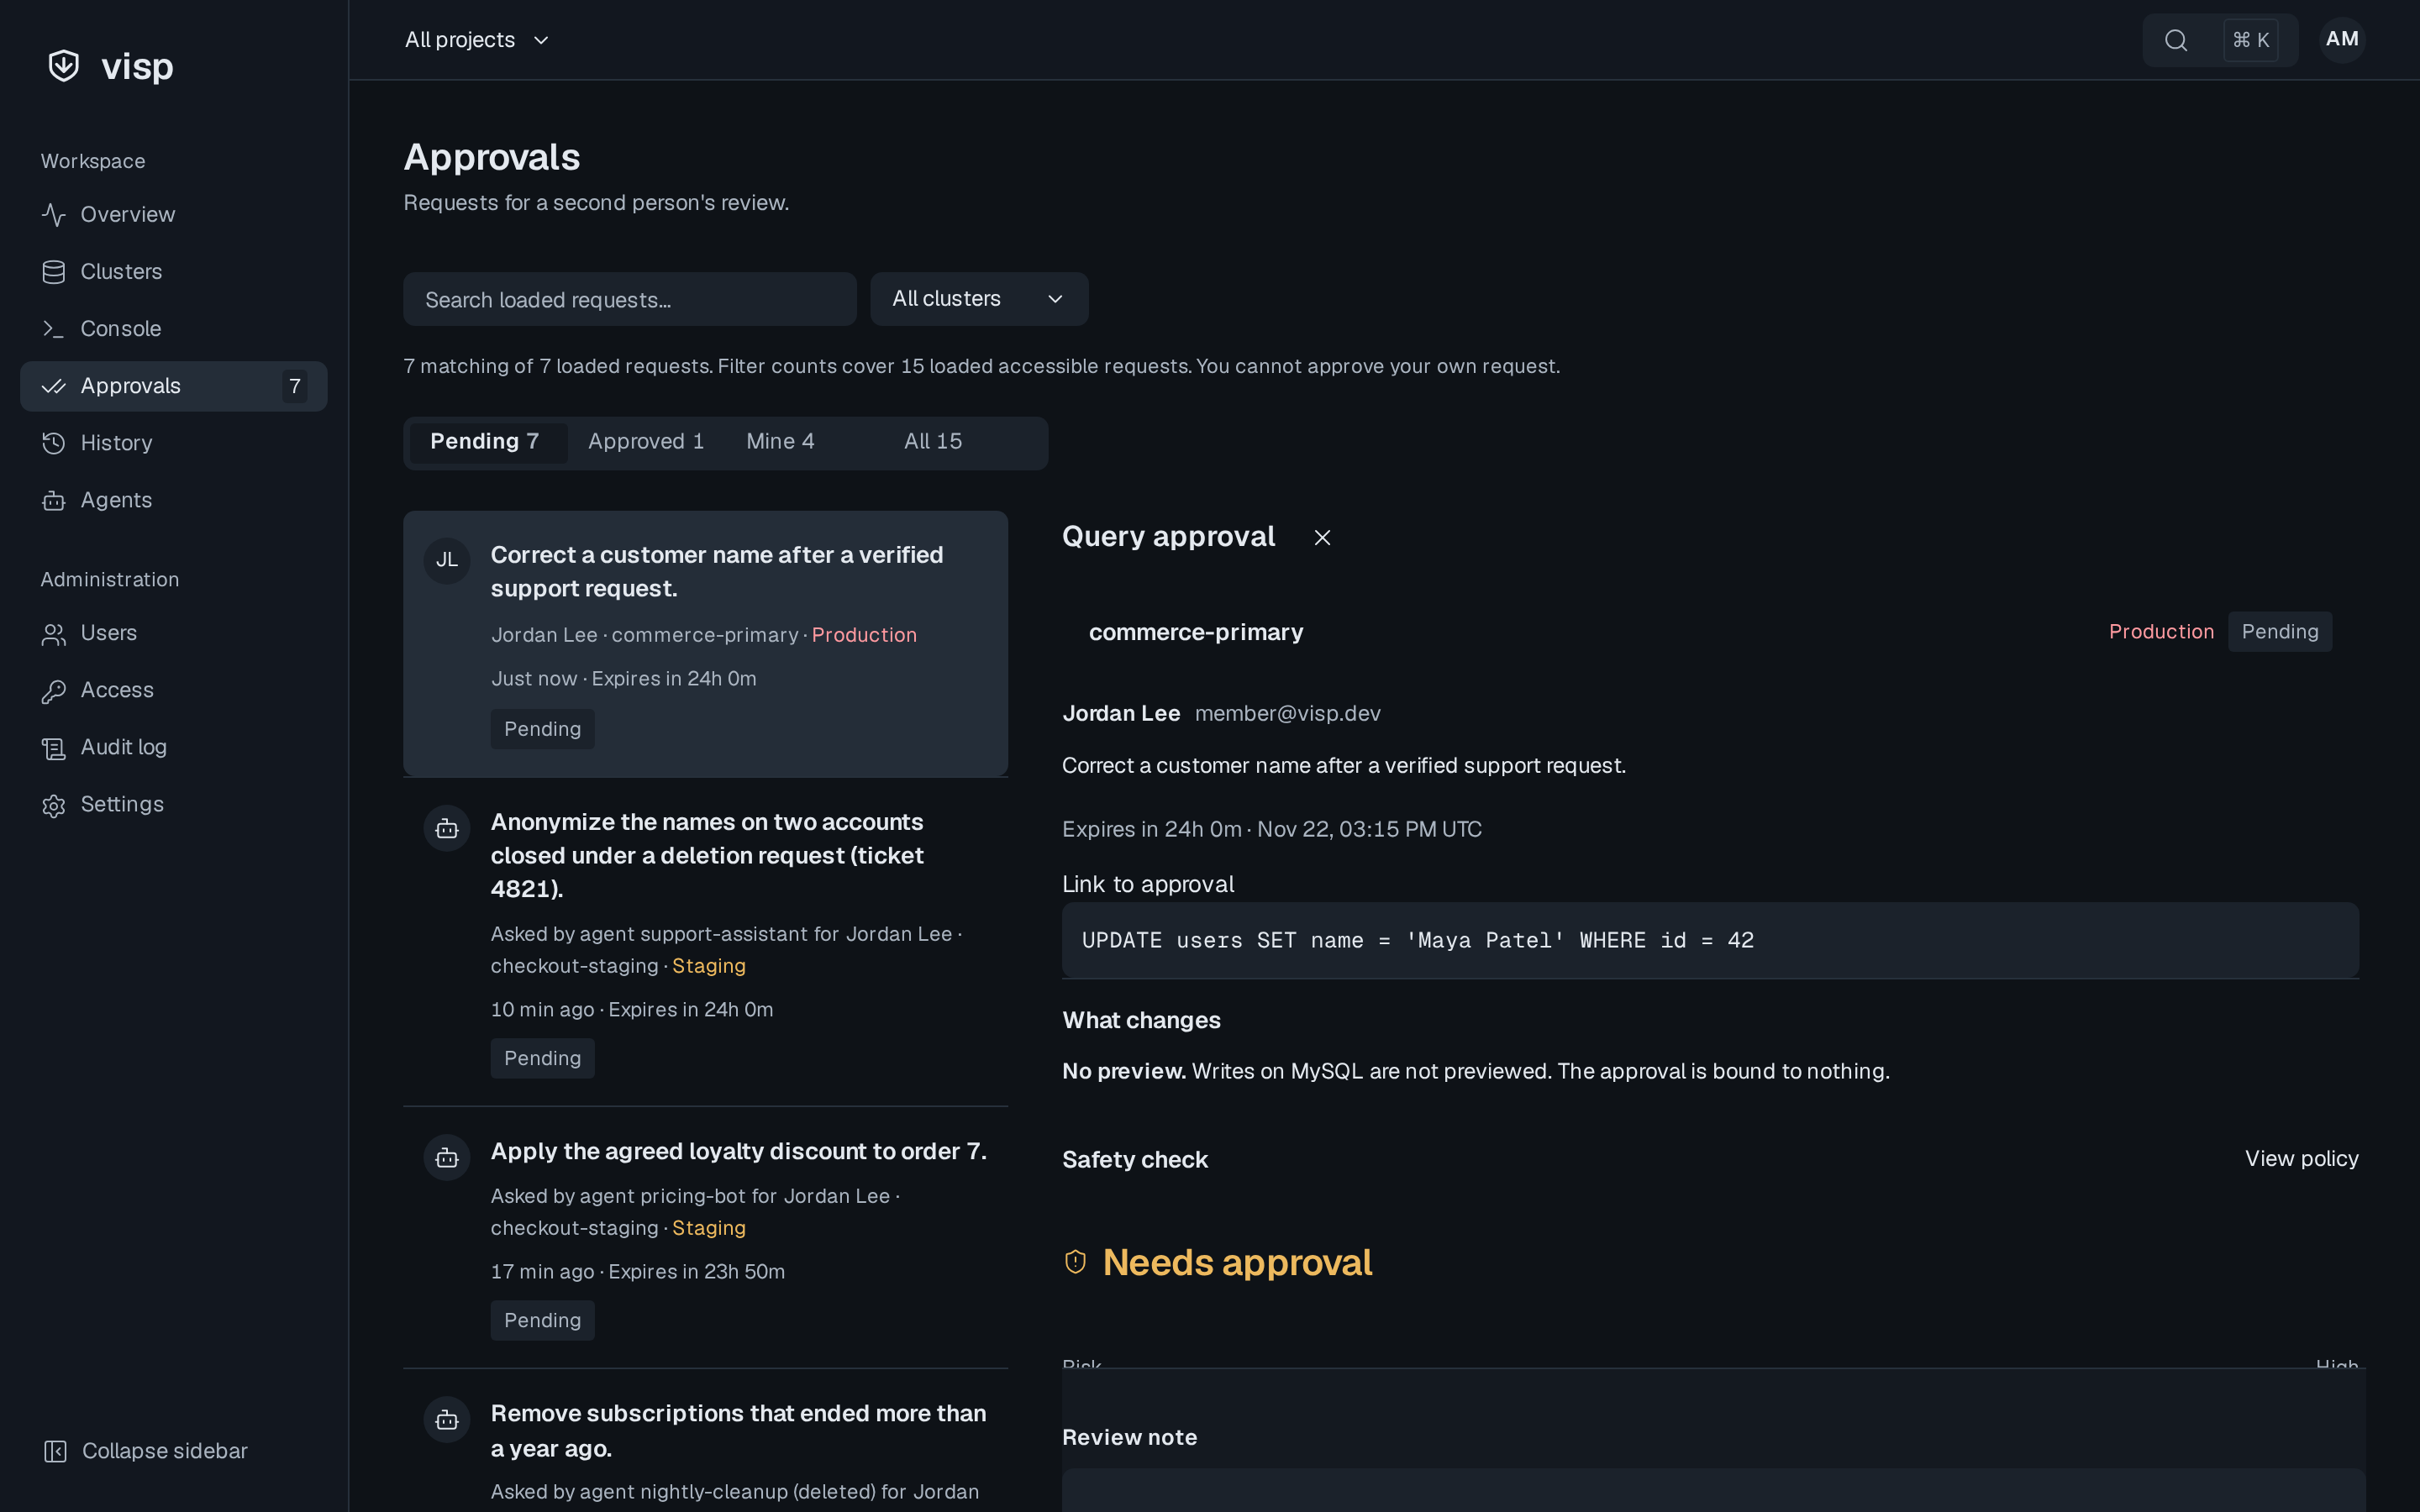 visp
Workspace
Overview
Clusters
Console
Approvals 7
History
Agents
Administration
Users
Access
Audit log
Settings
Collapse sidebar
All projects
⌘ K
AM
Approvals
Requests for a second person's review.
Search loaded requests...
All clusters
7 matching of 7 loaded requests. Filter counts cover 15 loaded accessible requests. You cannot approve your own request.
Pending 7 Approved 1 Mine 4 All 15
JL
Correct a customer name after a verified
support request.
Jordan Lee · commerce-primary · Production
Just now · Expires in 24h 0m
Pending
Anonymize the names on two accounts
closed under a deletion request (ticket
4821).
Asked by agent support-assistant for Jordan Lee ·
checkout-staging · Staging
10 min ago · Expires in 24h 0m
Pending
Apply the agreed loyalty discount to order 7.
Asked by agent pricing-bot for Jordan Lee ·
checkout-staging · Staging
17 min ago · Expires in 23h 50m
Pending
Remove subscriptions that ended more than
a year ago.
Asked by agent nightly-cleanup (deleted) for Jordan
Query approval
commerce-primary
Production Pending
Jordan Lee member@visp.dev
Correct a customer name after a verified support request.
Expires in 24h 0m · Nov 22, 03:15 PM UTC
Link to approval
UPDATE users SET name = 'Maya Patel' WHERE id = 42
What changes
No preview. Writes on MySQL are not previewed. The approval is bound to nothing.
Safety check
View policy
Needs approval
Risk High
Review note